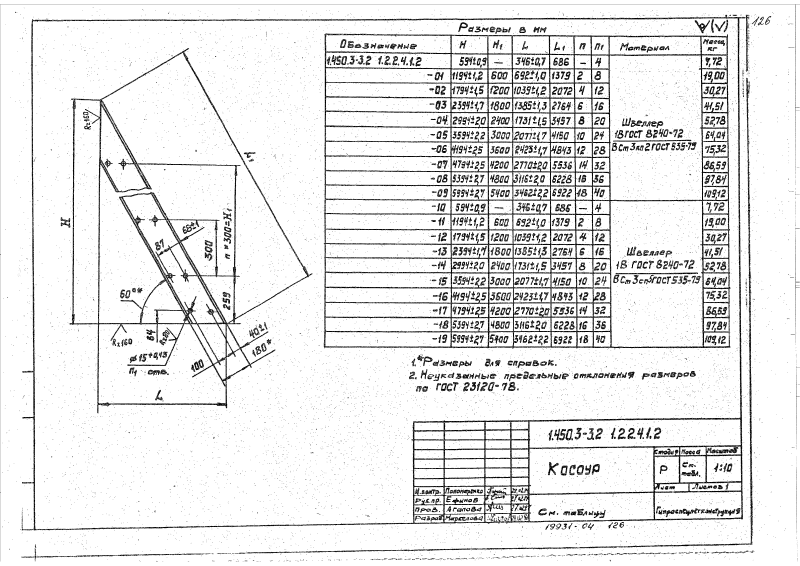 126
Размеры в мм
Обозначение H H1 L L1 n n1 Материал Масса, кг
1.450.3-3.2 1.2.2.4.1.2 594±0,9 — 346±0,7 686 — 4 7,72
-01 1194±1,2 600 692±1,0 1379 2 8 19,00
-02 1794±1,5 1200 1039±1,2 2072 4 12 30,27
-03 2394±1,7 1800 1385±1,3 2764 6 16 41,51
-04 2994±2,0 2400 1731±1,5 3457 8 20 52,78
-05 3594±2,2 3000 2077±1,7 4150 10 24 64,04
-06 4194±2,5 3600 2423±1,7 4843 12 28 75,32
-07 4794±2,5 4200 2770±2,0 5536 14 32 86,59
-08 5394±2,7 4800 3116±2,0 6228 16 36 97,84
-09 5994±2,7 5400 3462±2,2 6922 18 40 109,12
Швеллер
18 ГОСТ 8240-72
ВСт3кп2 ГОСТ 535-79
-10 594±0,9 — 346±0,7 686 — 4 7,72
-11 1194±1,2 600 692±1,0 1379 2 8 19,00
-12 1794±1,5 1200 1039±1,2 2072 4 12 30,27
-13 2394±1,7 1800 1385±1,3 2764 6 16 41,51
-14 2994±2,0 2400 1731±1,5 3457 8 20 52,78
-15 3594±2,2 3000 2077±1,7 4150 10 24 64,04
-16 4194±2,5 3600 2423±1,7 4843 12 28 75,32
-17 4794±2,5 4200 2770±2,0 5536 14 32 86,59
-18 5394±2,7 4800 3116±2,0 6228 16 36 97,84
-19 5994±2,7 5400 3462±2,2 6922 18 40 109,12
Швеллер
18 ГОСТ 8240-72
ВСт3сп5 ГОСТ 535-79
Rz160
L1
H
66±1
87
300
n×300=H1
60°*
259
84
Rz160
Rz80
40±1
⌀15+0,43
n1 отв.
100
180*
L
1.*Размеры для справок.
2. Неуказанные предельные отклонения размеров
по ГОСТ 23120-78.
1.450.3-3.2 1.2.2.4.1.2
Косоур
Стадия Масса Масштаб
Р См. табл. 1:10
Лист Листов 1
Н.контр. Пономаренко
Рук.пр. Ефимов
Пров. Агапова
Разраб.
См. таблицу
19931-04 126